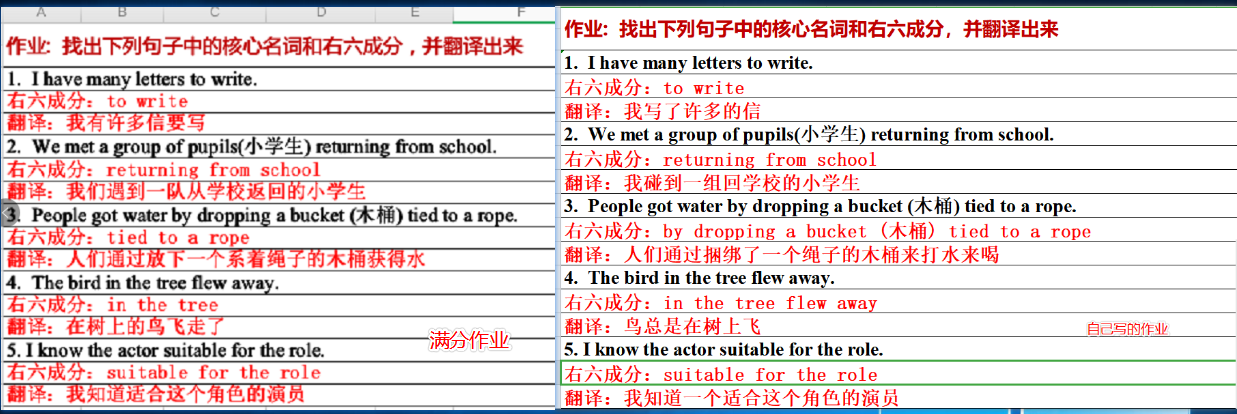 A B C D E F
作业：找出下列句子中的核心名词和右六成分，并翻译出来
1. I have many letters to write.
右六成分：to write
翻译：我有许多信要写
2. We met a group of pupils(小学生) returning from school.
右六成分：returning from school
翻译：我们遇到一队从学校返回的小学生
3. People got water by dropping a bucket (木桶) tied to a rope.
右六成分：tied to a rope
翻译：人们通过放下一个系着绳子的木桶获得水
4. The bird in the tree flew away.
右六成分：in the tree
翻译：在树上的鸟飞走了
满分作业
5. I know the actor suitable for the role.
右六成分：suitable for the role
翻译：我知道适合这个角色的演员
作业：找出下列句子中的核心名词和右六成分，并翻译出来
1. I have many letters to write.
右六成分：to write
翻译：我写了许多的信
2. We met a group of pupils(小学生) returning from school.
右六成分：returning from school
翻译：我碰到一组回学校的小学生
3. People got water by dropping a bucket (木桶) tied to a rope.
右六成分：by dropping a bucket (木桶) tied to a rope
翻译：人们通过捆绑了一个绳子的木桶来打水来喝
4. The bird in the tree flew away.
右六成分：in the tree flew away
翻译：鸟总是在树上飞
自己写的作业
5. I know the actor suitable for the role.
右六成分：suitable for the role
翻译：我知道一个适合这个角色的演员